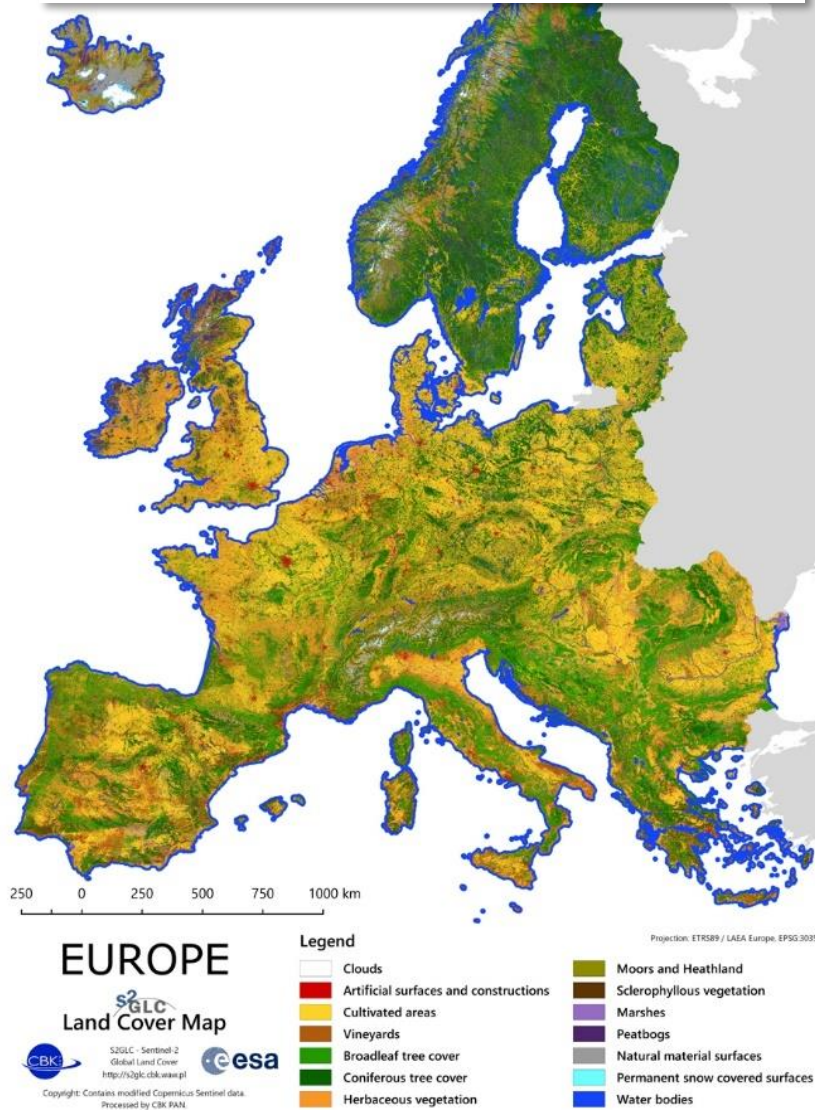 250 0 250 500 750 1000 km
Projection: ETRS89 / LAEA Europe, EPSG:3035
EUROPE
S2GLC
Land Cover Map
CBK
S2GLC - Sentinel-2
Global Land Cover
http://s2glc.cbk.waw.pl
esa
Copyright: Contains modified Copernicus Sentinel data.
Processed by CBK PAN.
Legend
Clouds
Artificial surfaces and constructions
Cultivated areas
Vineyards
Broadleaf tree cover
Coniferous tree cover
Herbaceous vegetation
Moors and Heathland
Sclerophyllous vegetation
Marshes
Peatbogs
Natural material surfaces
Permanent snow covered surfaces
Water bodies